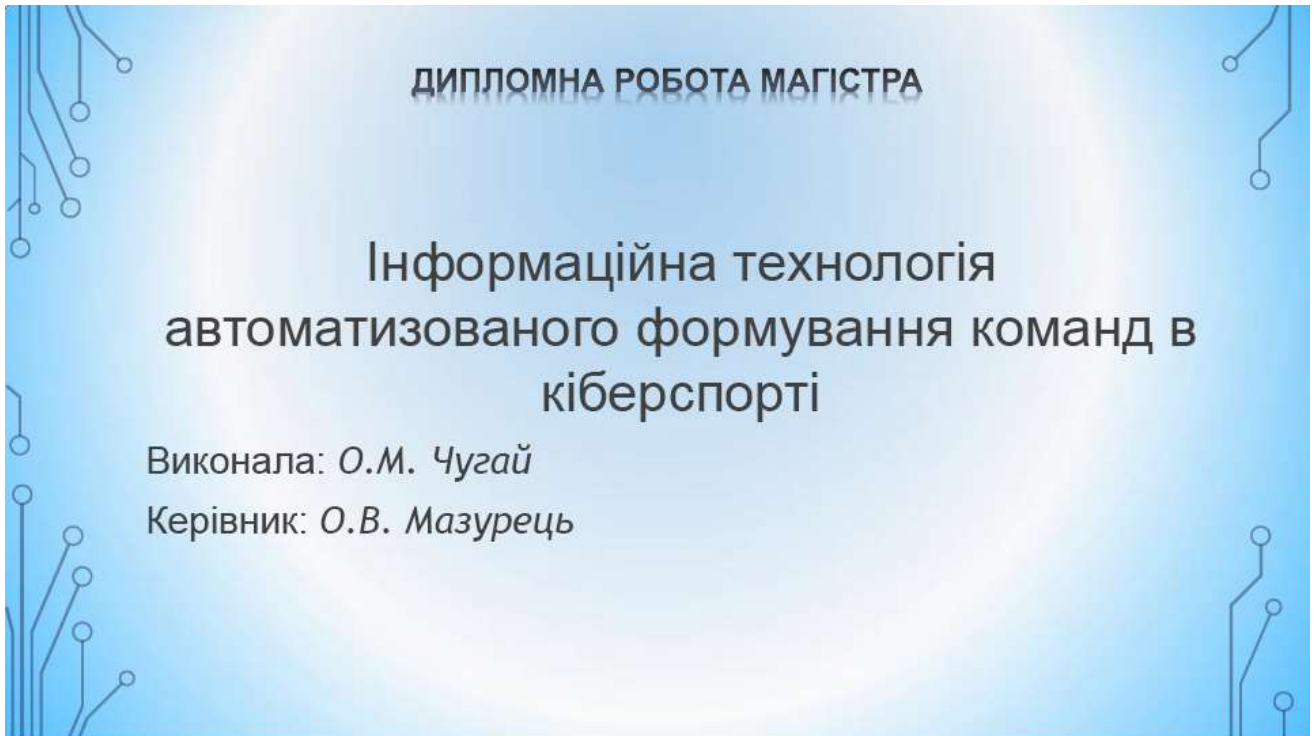 ДИПЛОМНА РОБОТА МАГІСТРА
Інформаційна технологія
автоматизованого формування команд в
кіберспорті
Виконала: О.М. Чугай
Керівник: О.В. Мазурець